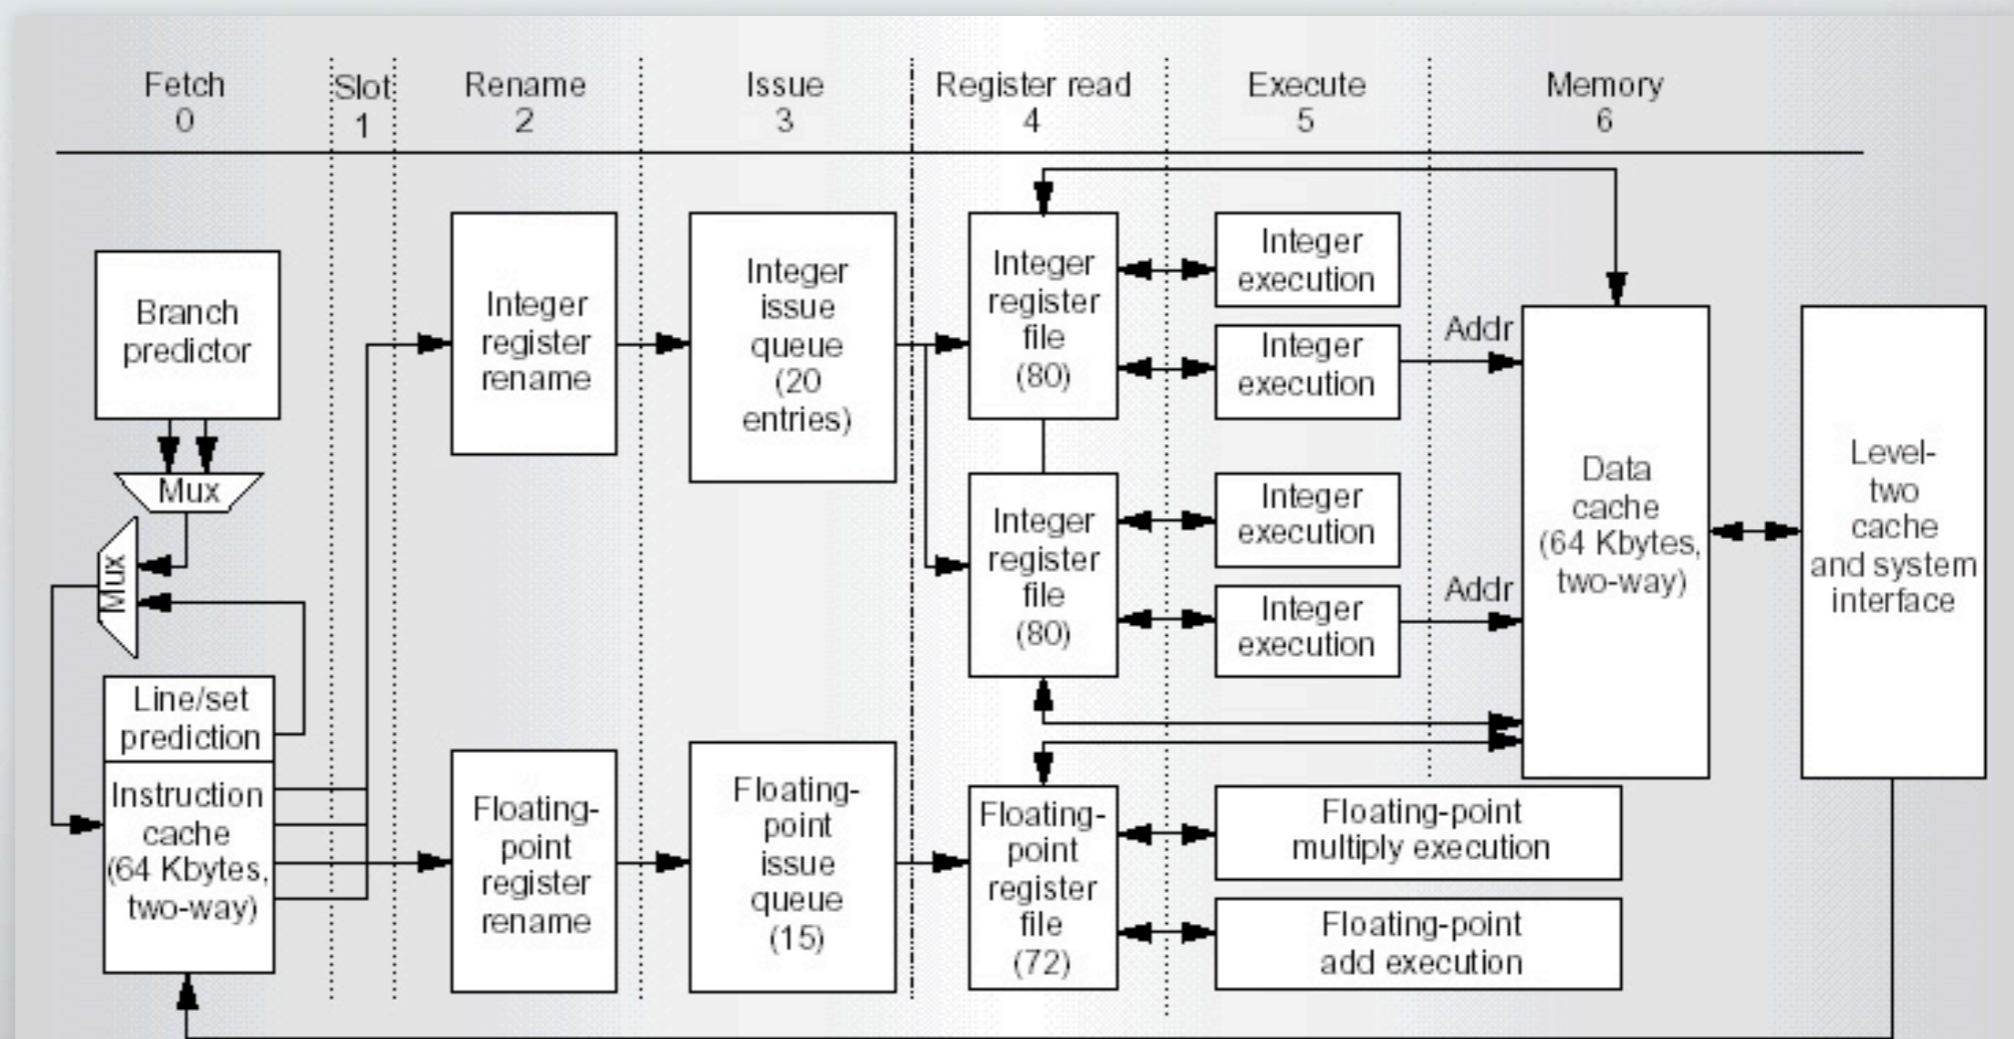 Fetch
0
Slot
1
Rename
2
Issue
3
Register read
4
Execute
5
Memory
6
Branch
predictor
Mux
Mux
Line/set
prediction
Instruction
cache
(64 Kbytes,
two-way)
Integer
register
rename
Floating-
point
register
rename
Integer
issue
queue
(20
entries)
Floating-
point
issue
queue
(15)
Integer
register
file
(80)
Integer
register
file
(80)
Floating-
point
register
file
(72)
Integer
execution
Integer
execution
Integer
execution
Integer
execution
Floating-point
multiply execution
Floating-point
add execution
Addr
Addr
Data
cache
(64 Kbytes,
two-way)
Level-
two
cache
and system
interface